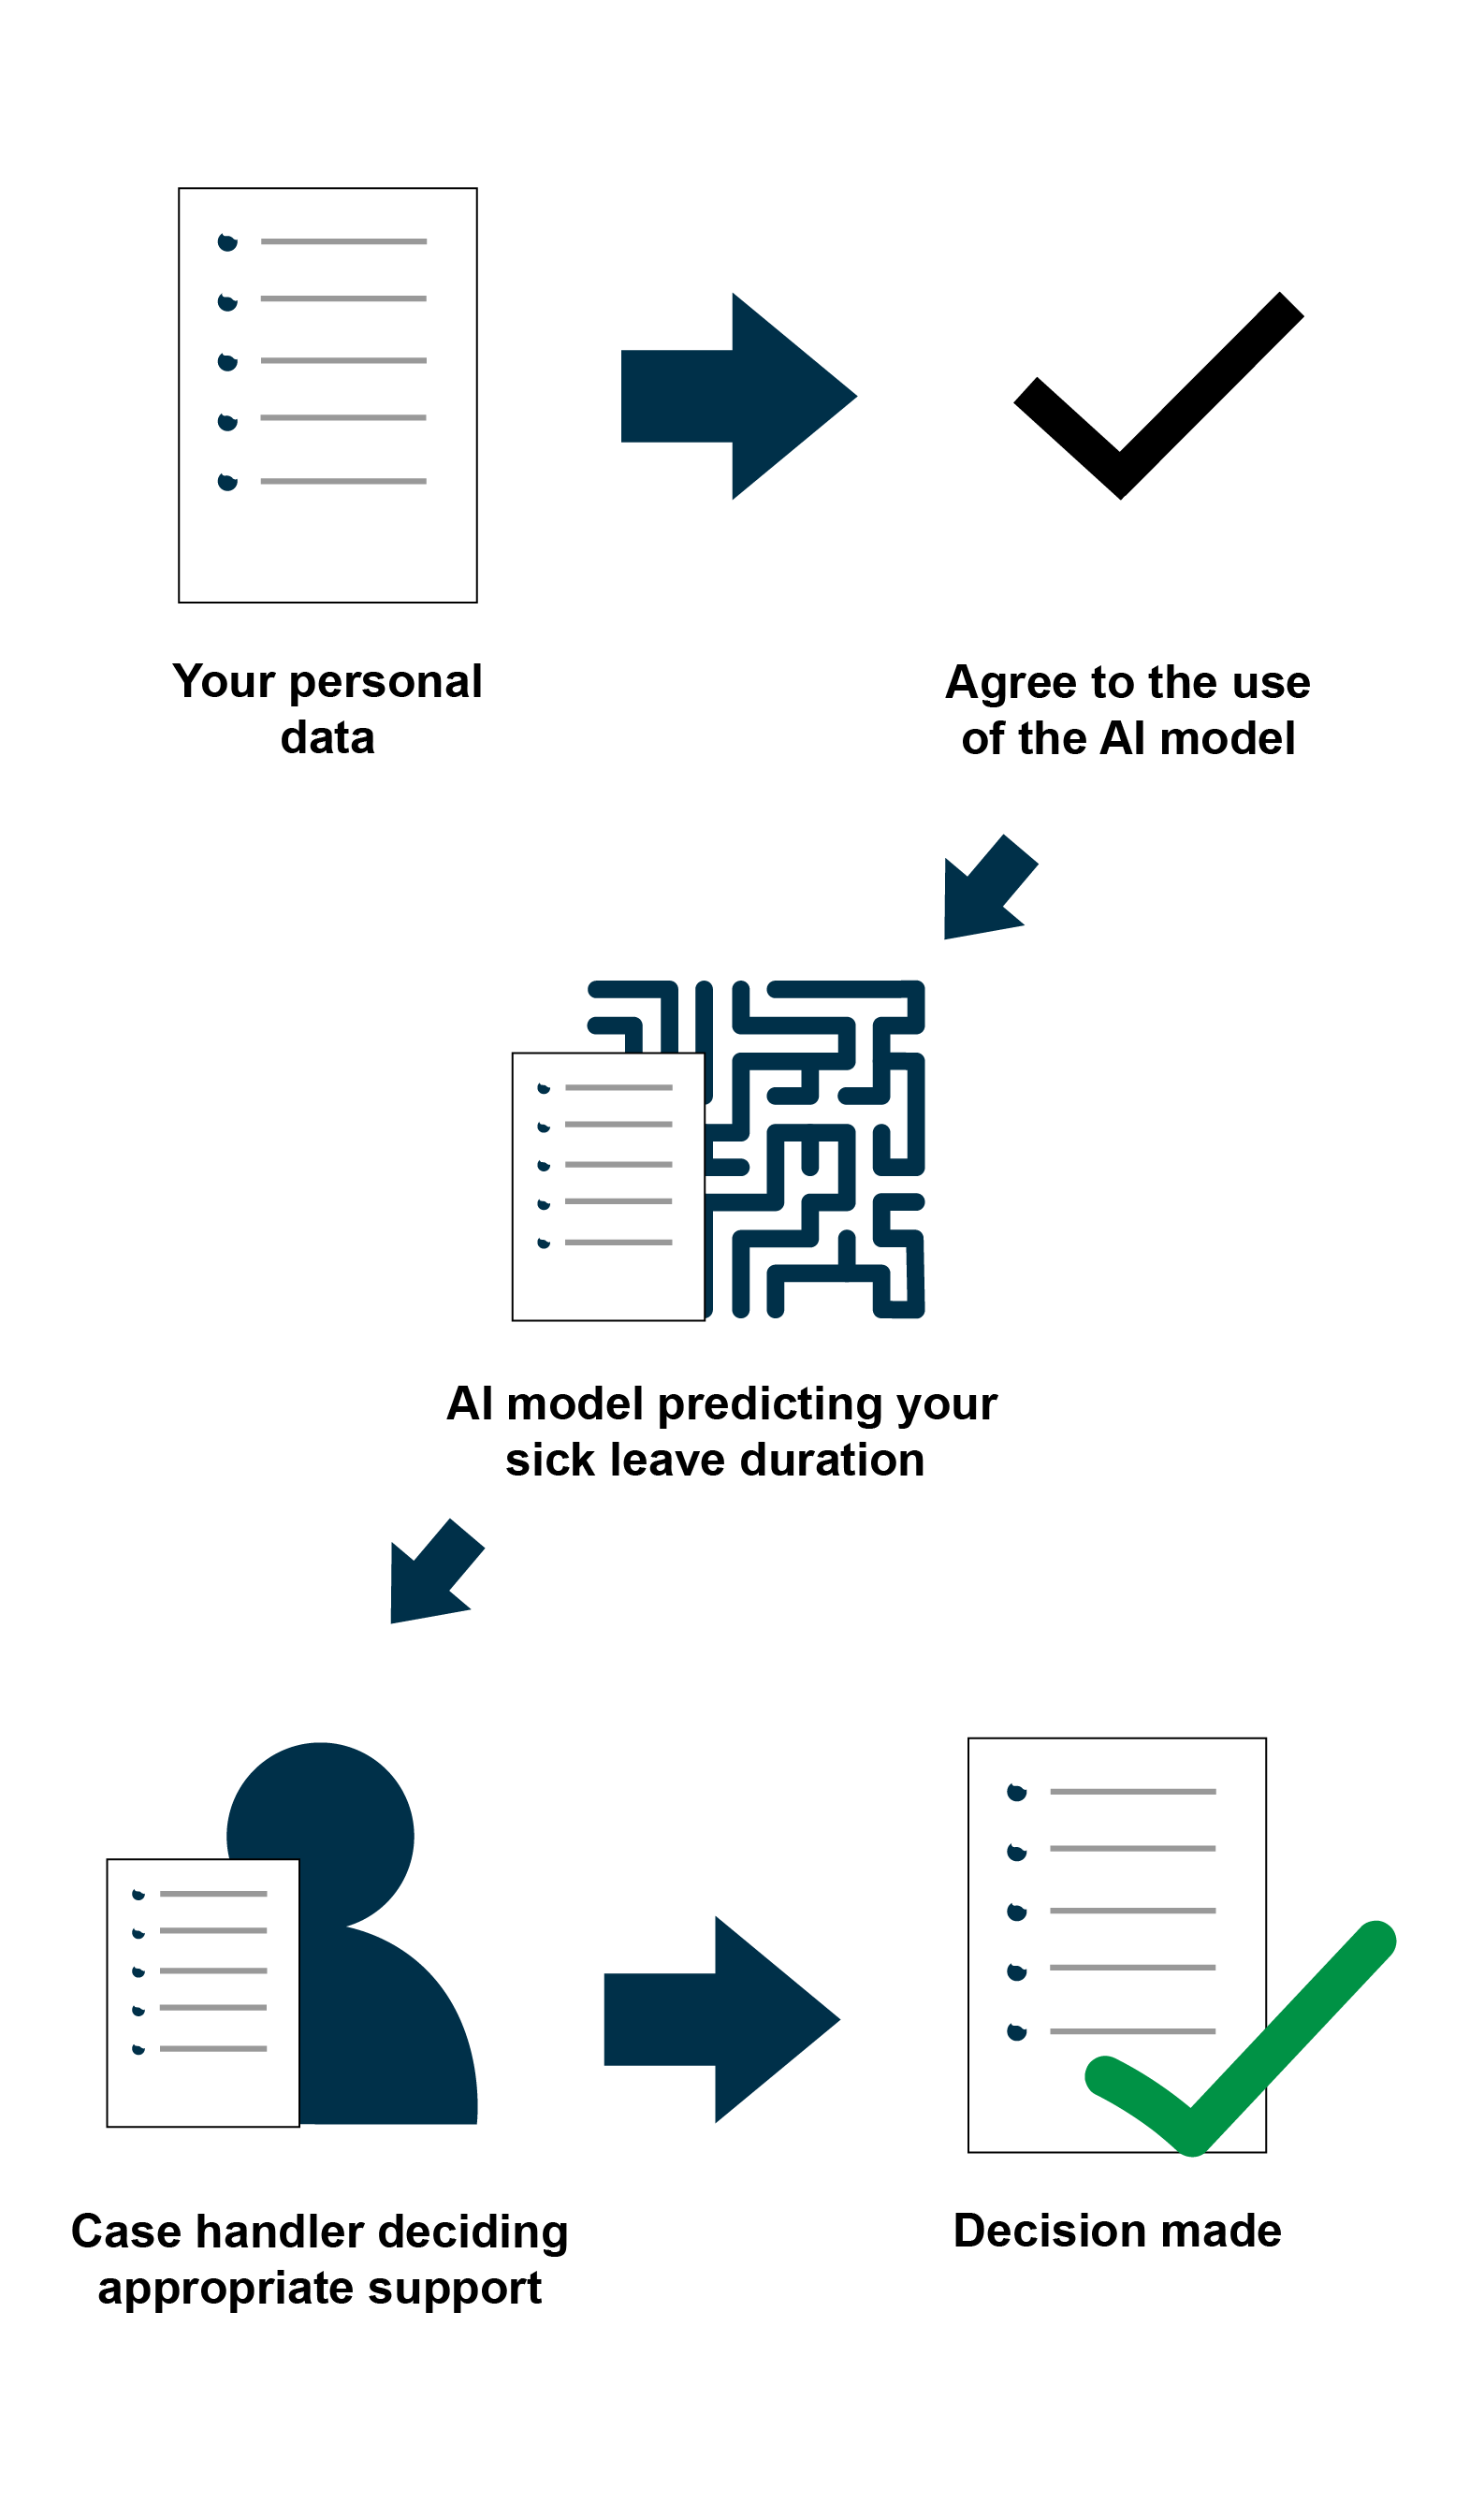 Your personal
data
Agree to the use
of the AI model
AI model predicting your
sick leave duration
Case handler deciding
appropriate support
Decision made